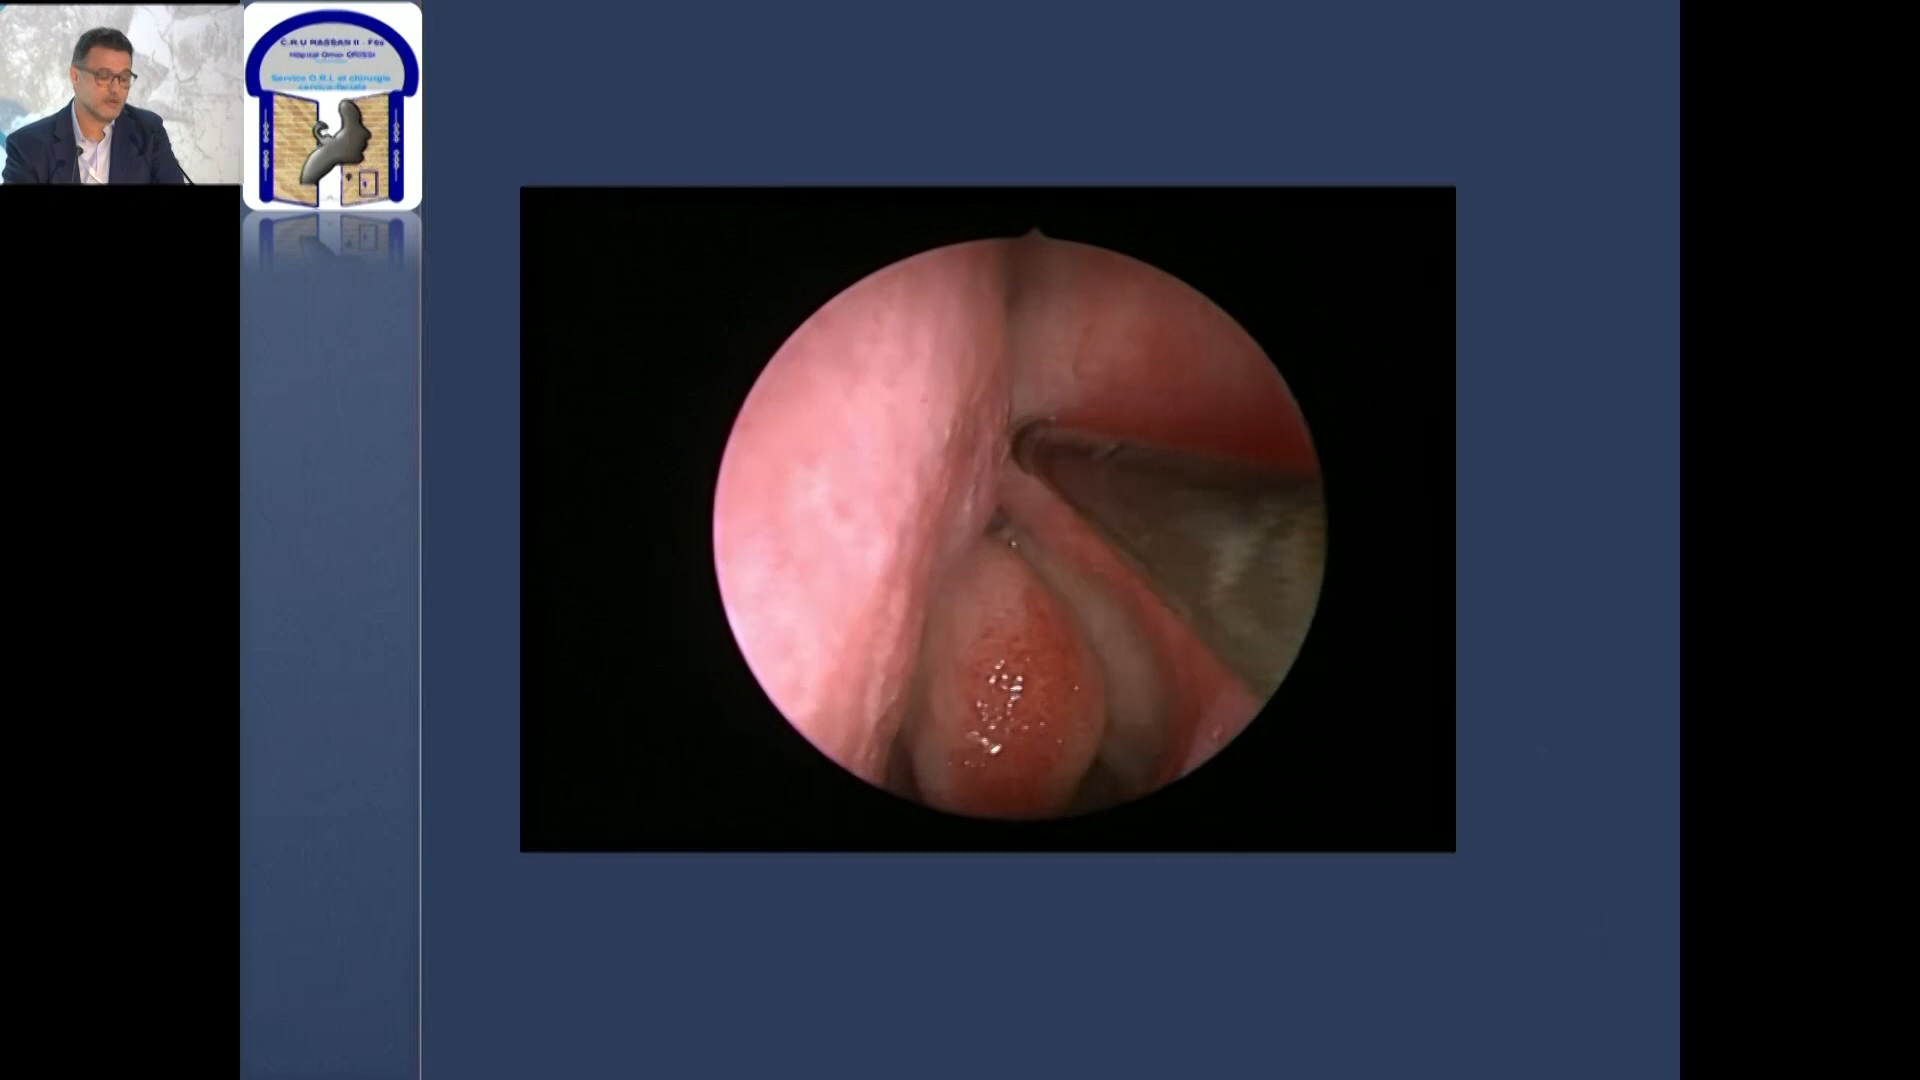 C.H.U HASSAN II - Fès
Hôpital Omar DRISSI
Service O.R.L et chirurgie
cervico-faciale